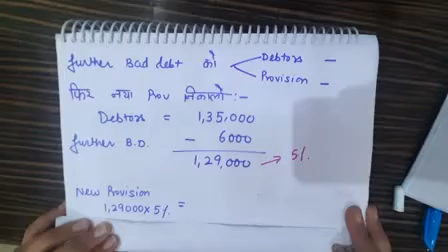 further Bad debt को Debtors -
Provision -
फिर नया Prov निकालो :-
Debtors = 1,35,000
further B.D. - 6000
1,29,000 → 5%.
New Provision
1,29000 x 5%. =